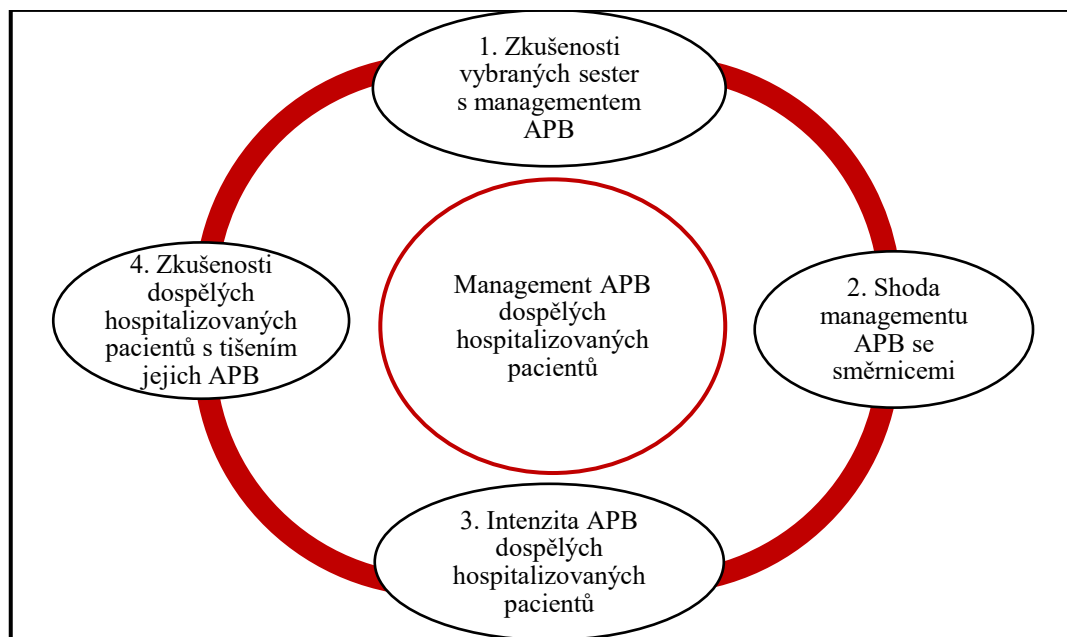 1. Zkušenosti
vybraných sester
s managementem
APB
4. Zkušenosti
dospělých
hospitalizovaných
pacientů s tišením
jejich APB
Management APB
dospělých
hospitalizovaných
pacientů
2. Shoda
managementu
APB se
směrnicemi
3. Intenzita APB
dospělých
hospitalizovaných
pacientů